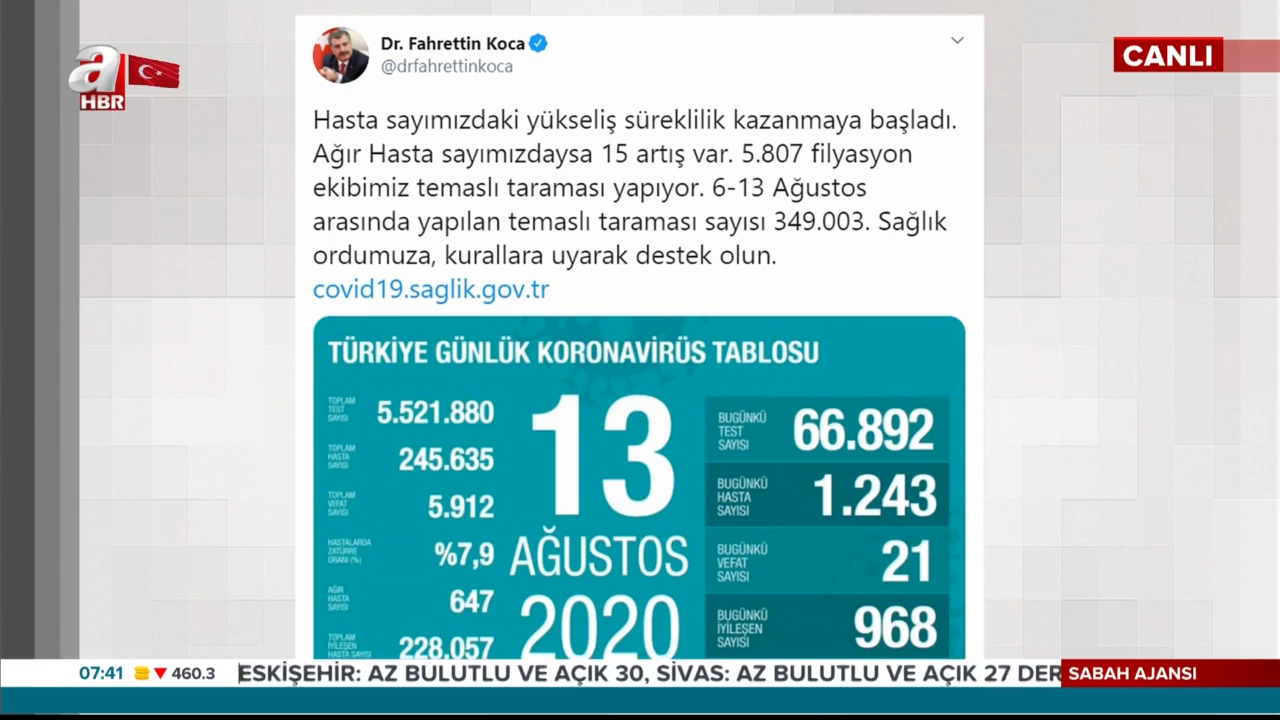 Dr. Fahrettin Koca
@drfahrettinkoca
a
HBR
CANLI
Hasta sayımızdaki yükseliş süreklilik kazanmaya başladı.
Ağır Hasta sayımızdaysa 15 artış var. 5.807 filyasyon
ekibimiz temaslı taraması yapıyor. 6-13 Ağustos
arasında yapılan temaslı taraması sayısı 349.003. Sağlık
ordumuza, kurallara uyarak destek olun.
covid19.saglik.gov.tr
TÜRKİYE GÜNLÜK KORONAVİRÜS TABLOSU
TOPLAM
TEST
SAYISI
5.521.880
TOPLAM
HASTA
SAYISI
245.635
TOPLAM
VEFAT
SAYISI
5.912
HASTALARDA
ZATÜRRE
ORANI (%)
%7,9
AĞIR
HASTA
SAYISI
647
TOPLAM
İYİLEŞEN
HASTA SAYISI
228.057
13
AĞUSTOS
2020
BUGÜNKÜ
TEST
SAYISI
66.892
BUGÜNKÜ
HASTA
SAYISI
1.243
BUGÜNKÜ
VEFAT
SAYISI
21
BUGÜNKÜ
İYİLEŞEN
SAYISI
968
07:41 460.3 ESKİŞEHİR: AZ BULUTLU VE AÇIK 30, SİVAS: AZ BULUTLU VE AÇIK 27 DER
SABAH AJANSI